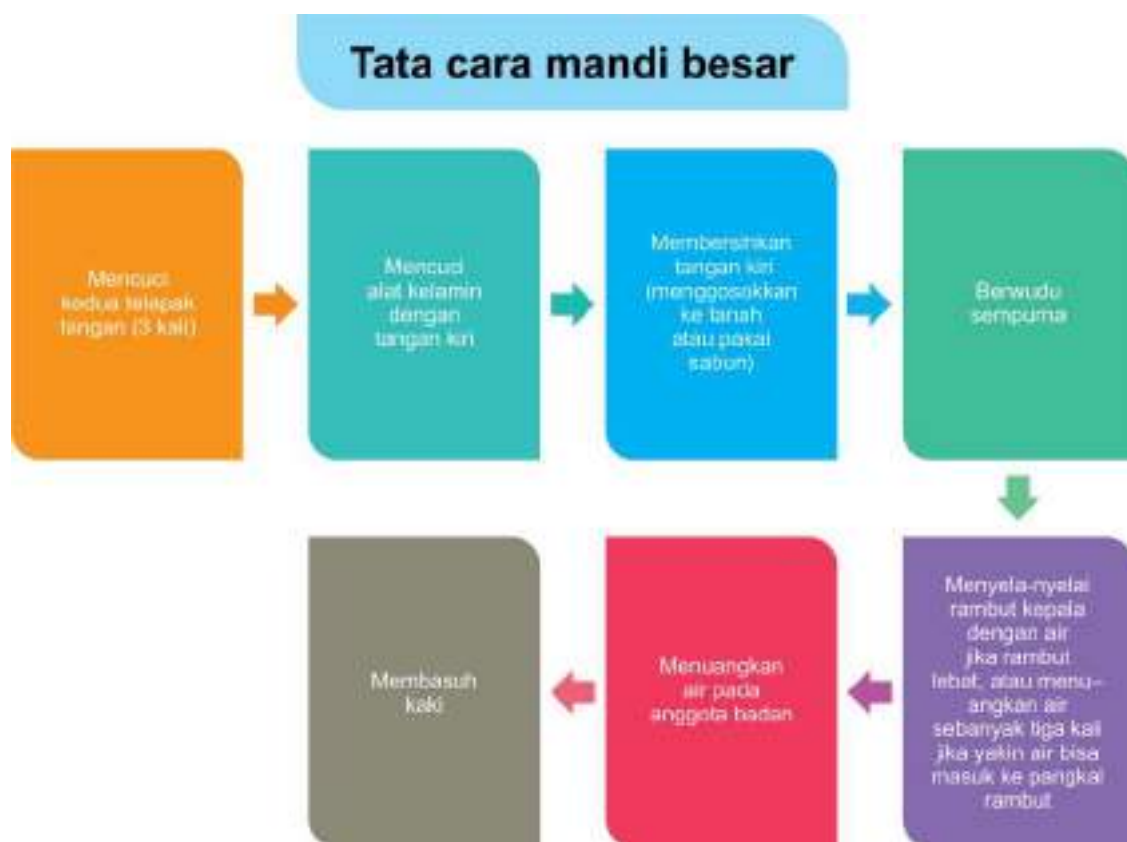 Tata cara mandi besar
Mencuci
kedua telapak
tangan (3 kali)
Mencuci
alat kelamin
dengan
tangan kiri
Membersihkan
tangan kiri
(menggosokkan
ke tanah
atau pakai
sabun)
Berwudu
sempurna
Menyela-nyelai
rambut kepala
dengan air
jika rambut
lebat, atau menu–
angkan air
sebanyak tiga kali
jika yakin air bisa
masuk ke pangkal
rambut
Menuangkan
air pada
anggota badan
Membasuh
kaki